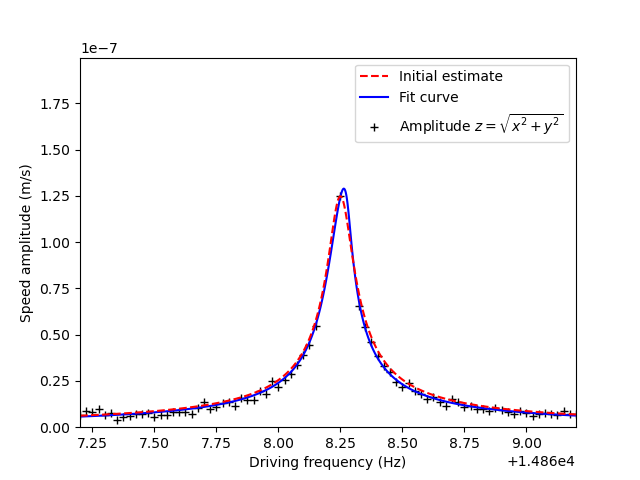 1e−7
Initial estimate
Fit curve
Amplitude z = √x² + y²
1.75
1.50
1.25
1.00
0.75
0.50
0.25
0.00
Speed amplitude (m/s)
7.25 7.50 7.75 8.00 8.25 8.50 8.75 9.00
Driving frequency (Hz)
+1.486e4